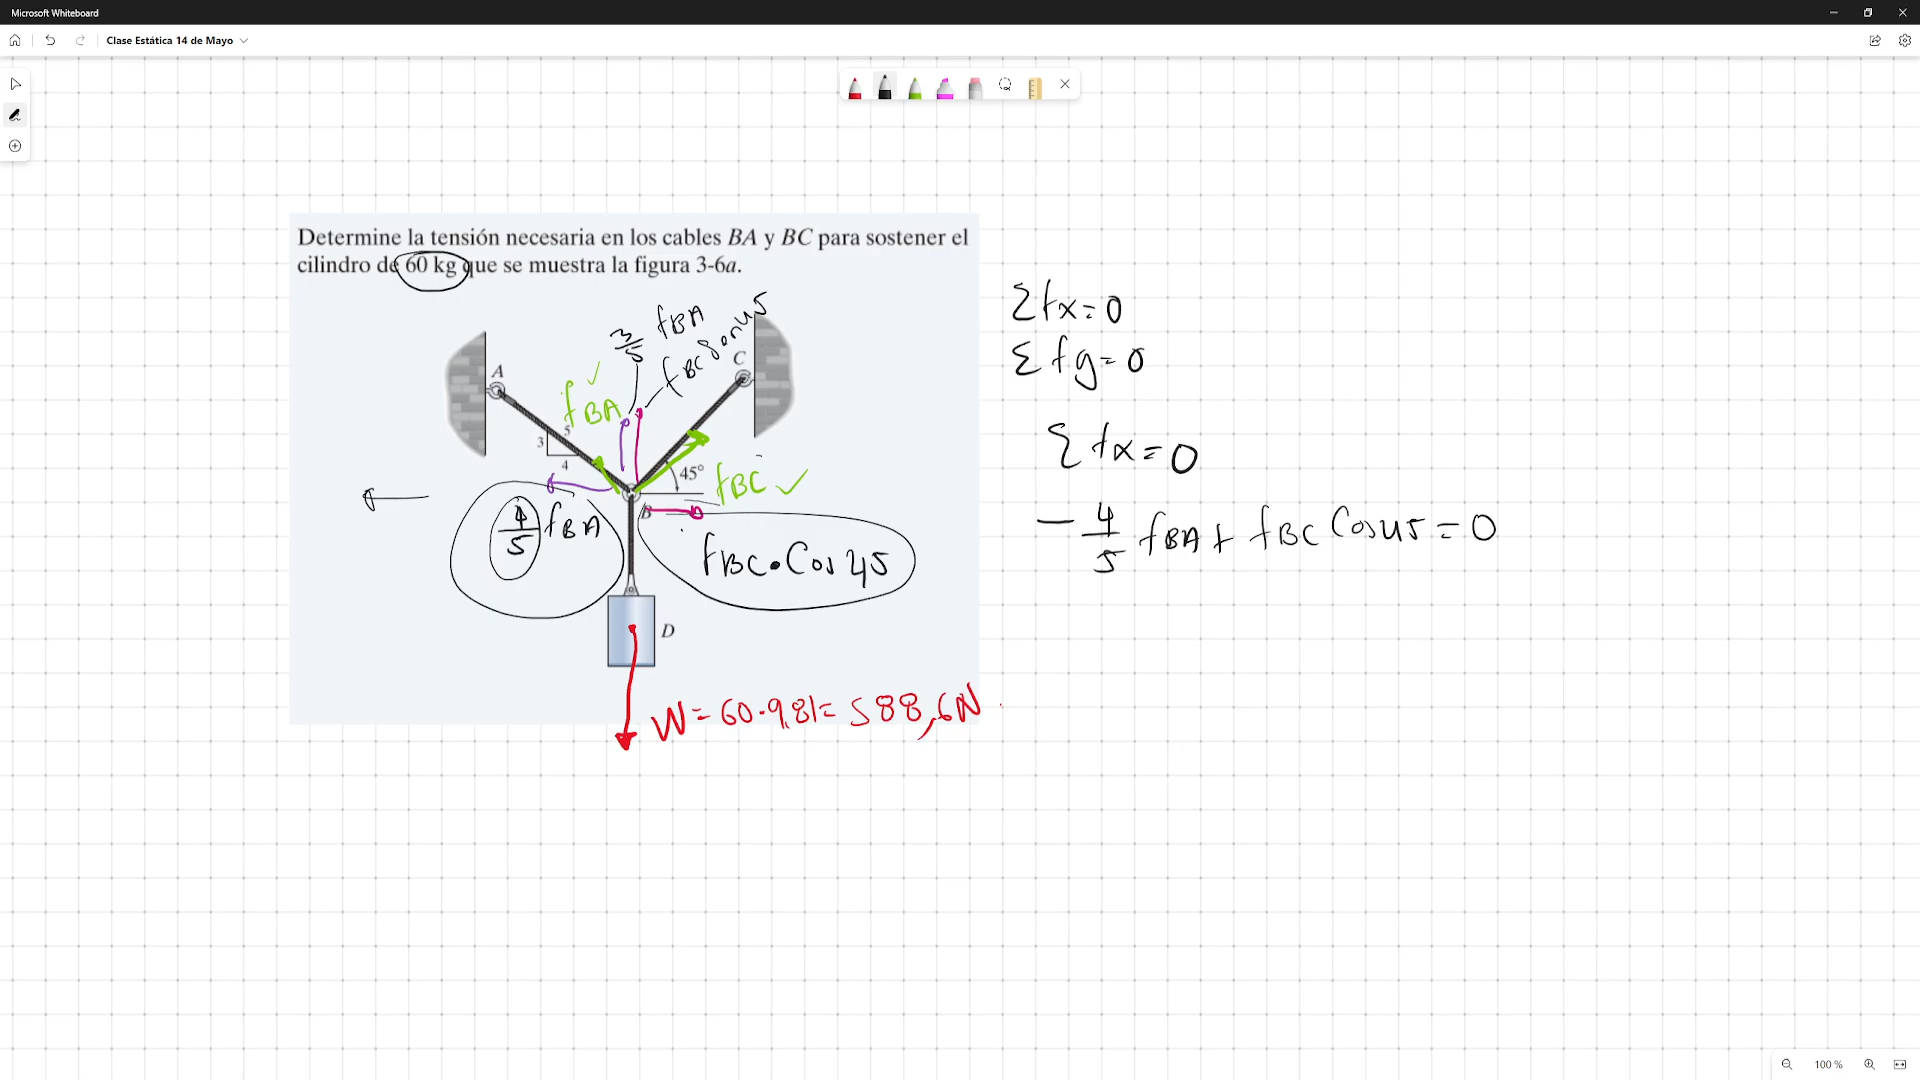 Microsoft Whiteboard
Clase Estática 14 de Mayo
Determine la tensión necesaria en los cables BA y BC para sostener el
cilindro de 60 kg que se muestra la figura 3-6a.
3/5 fBA
fBC Sen45
A
C
fBA
5
3
4
45°
fBC
B
4/5 fBA
fBC • Cos 45
D
W = 60 · 9,81 = 588,6N
Σfx=0
Σfy=0
Σfx=0
- 4/5 fBA + fBC Cos45 = 0
100 %